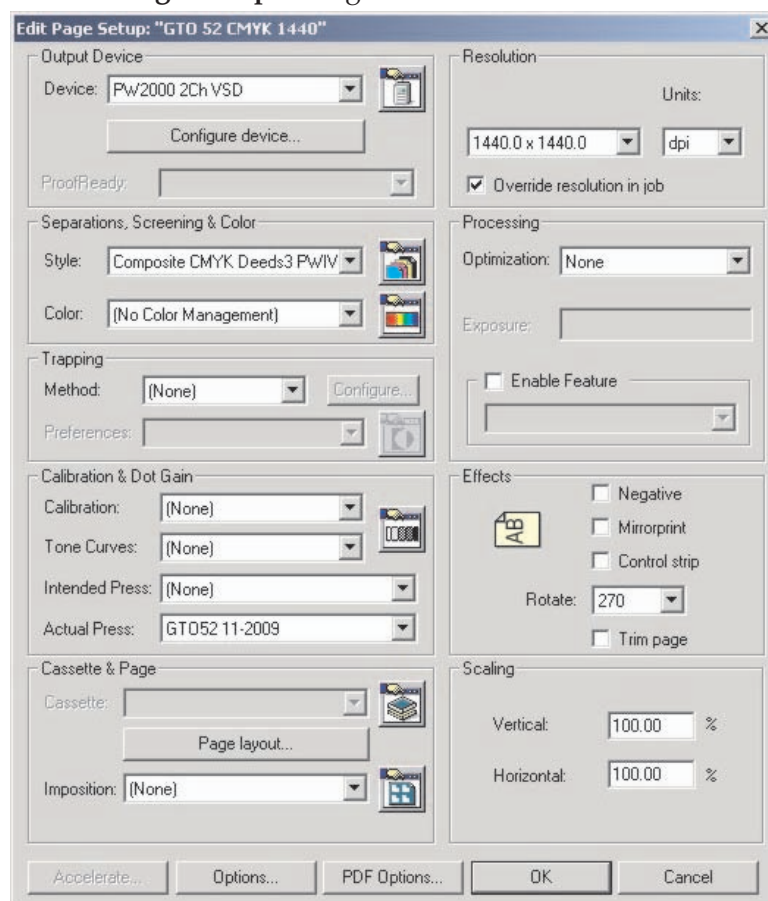 Edit Page Setup: "GTO 52 CMYK 1440"
Output Device
Device: PW2000 2Ch VSD
Configure device...
ProofReady:
Separations, Screening & Color
Style: Composite CMYK Deeds3 PWIV
Color: (No Color Management)
Trapping
Method: (None) Configure...
Preferences:
Calibration & Dot Gain
Calibration: (None)
Tone Curves: (None)
Intended Press: (None)
Actual Press: GTO52 11-2009
Cassette & Page
Cassette:
Page layout...
Imposition: (None)
Resolution
Units:
1440.0 x 1440.0 dpi
Override resolution in job
Processing
Optimization: None
Exposure:
Enable Feature
Effects
AB
Negative
Mirrorprint
Control strip
Rotate: 270
Trim page
Scaling
Vertical: 100.00 %
Horizontal: 100.00 %
Accelerate... Options... PDF Options... OK Cancel